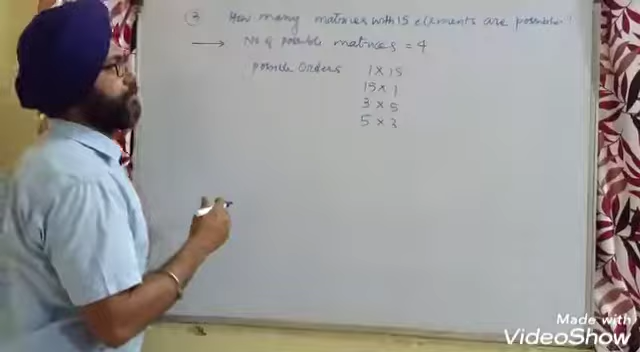 ③ How many matrices with 15 elements are possible?
→ No of possible matrices = 4
possible Orders 1 × 15
15 × 1
3 × 5
5 × 3
Made with
VideoShow